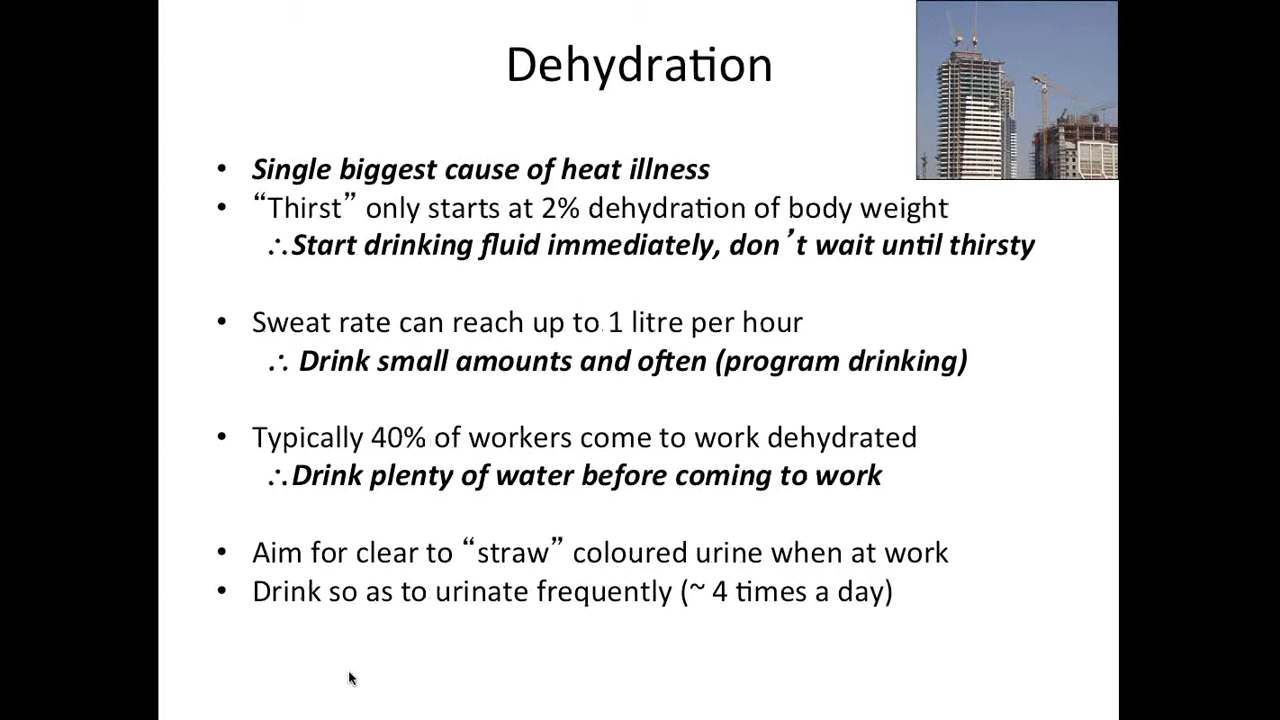 Dehydration
• Single biggest cause of heat illness
• “Thirst” only starts at 2% dehydration of body weight
∴Start drinking fluid immediately, don’t wait until thirsty
• Sweat rate can reach up to 1 litre per hour
∴ Drink small amounts and often (program drinking)
• Typically 40% of workers come to work dehydrated
∴Drink plenty of water before coming to work
• Aim for clear to “straw” coloured urine when at work
• Drink so as to urinate frequently (~ 4 times a day)